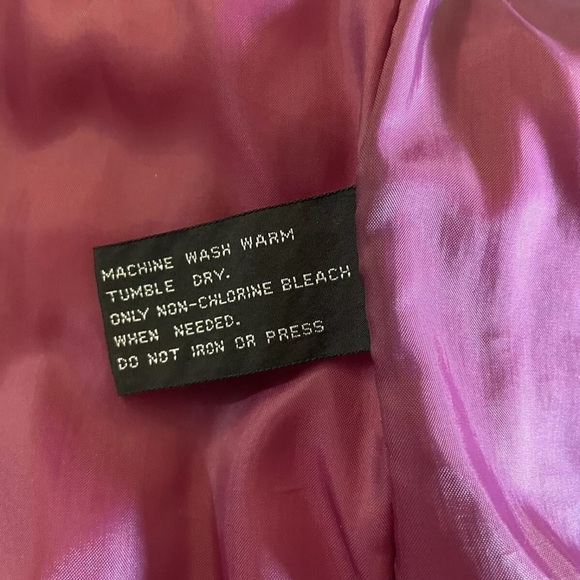 MACHINE WASH WARM
TUMBLE DRY.
ONLY NON-CHLORINE BLEACH
WHEN NEEDED.
DO NOT IRON OR PRESS